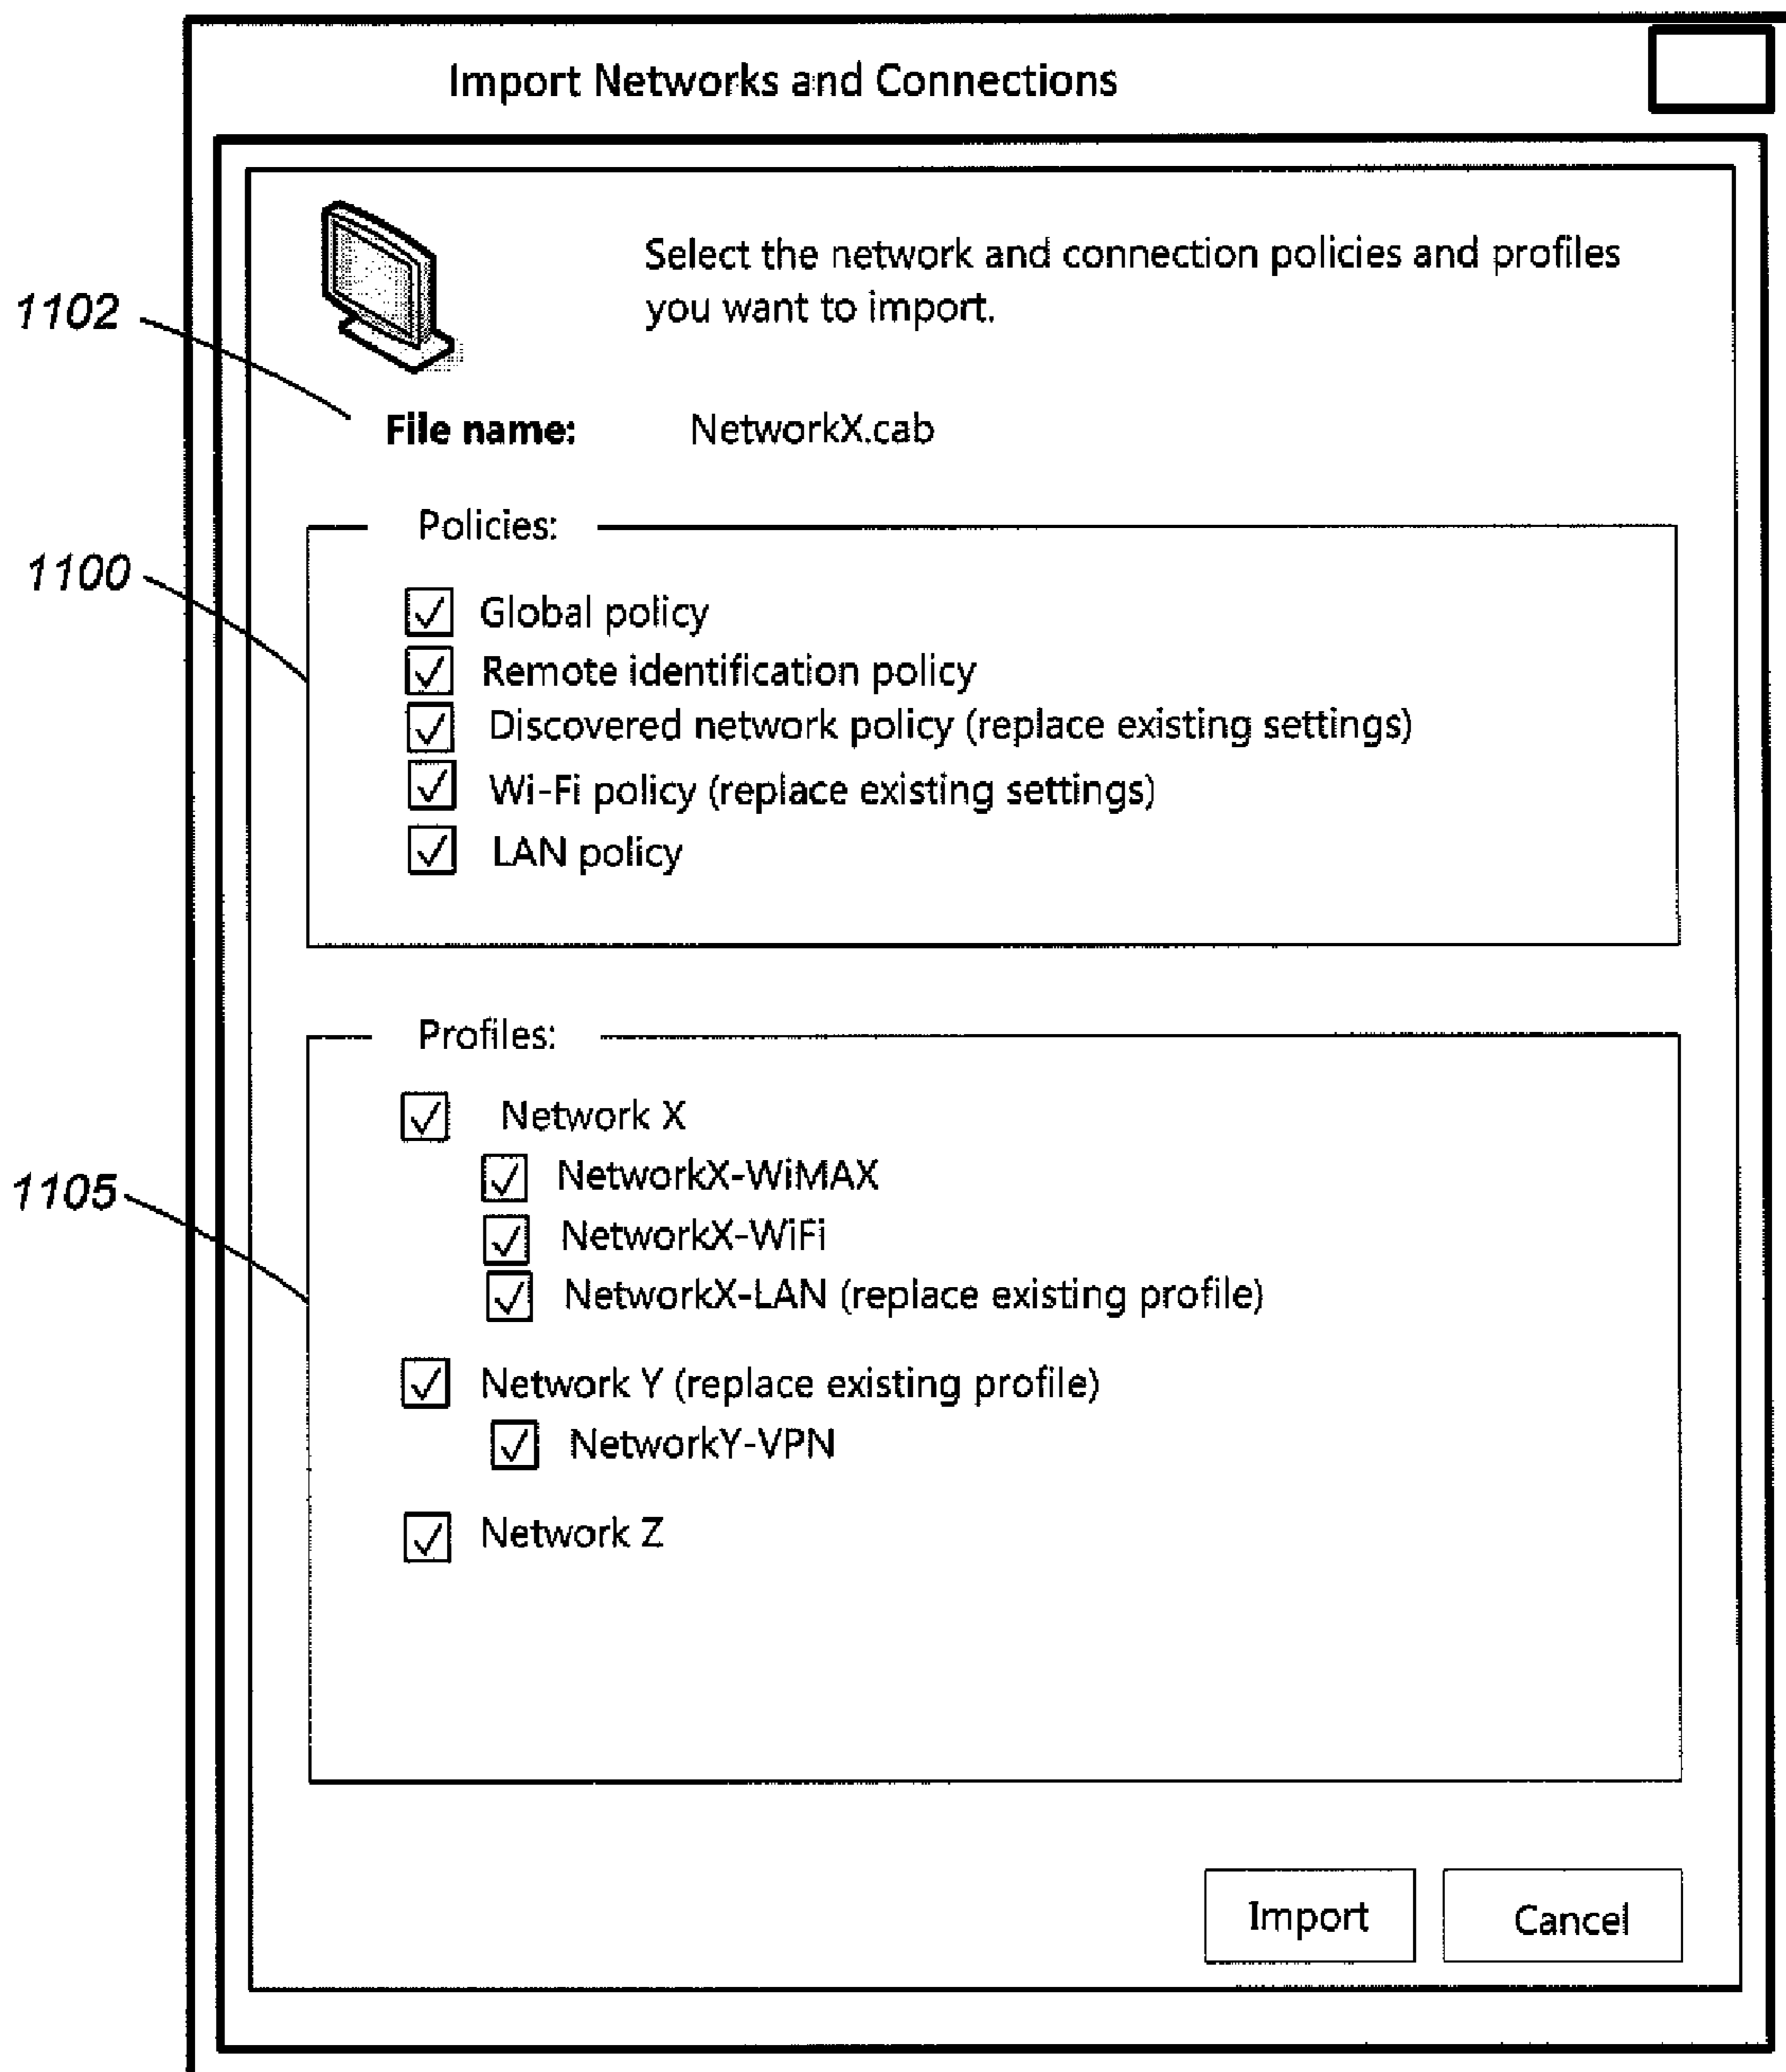 Import Networks and Connections
Select the network and connection policies and profiles
you want to import.
1102
File name: NetworkX.cab
Policies:
1100
Global policy
Remote identification policy
Discovered network policy (replace existing settings)
Wi-Fi policy (replace existing settings)
LAN policy
Profiles:
Network X
1105
NetworkX-WiMAX
NetworkX-WiFi
NetworkX-LAN (replace existing profile)
Network Y (replace existing profile)
NetworkY-VPN
Network Z
Import
Cancel